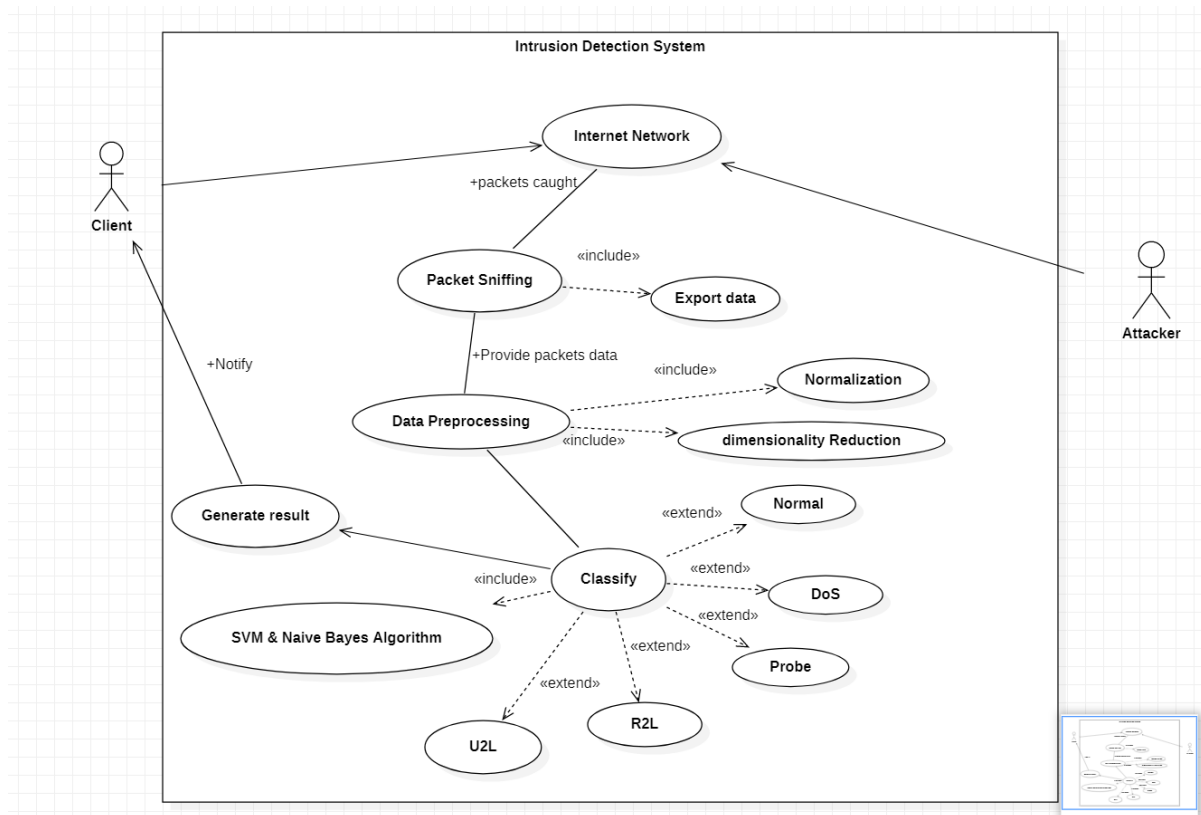 Intrusion Detection System
Internet Network
+packets caught
Client
Packet Sniffing
«include»
Export data
Attacker
+Notify
+Provide packets data
«include»
Normalization
Data Preprocessing
«include»
dimensionality Reduction
Generate result
«extend»
Normal
«include»
Classify
«extend»
DoS
«extend»
SVM & Naive Bayes Algorithm
«extend»
Probe
«extend»
R2L
U2L